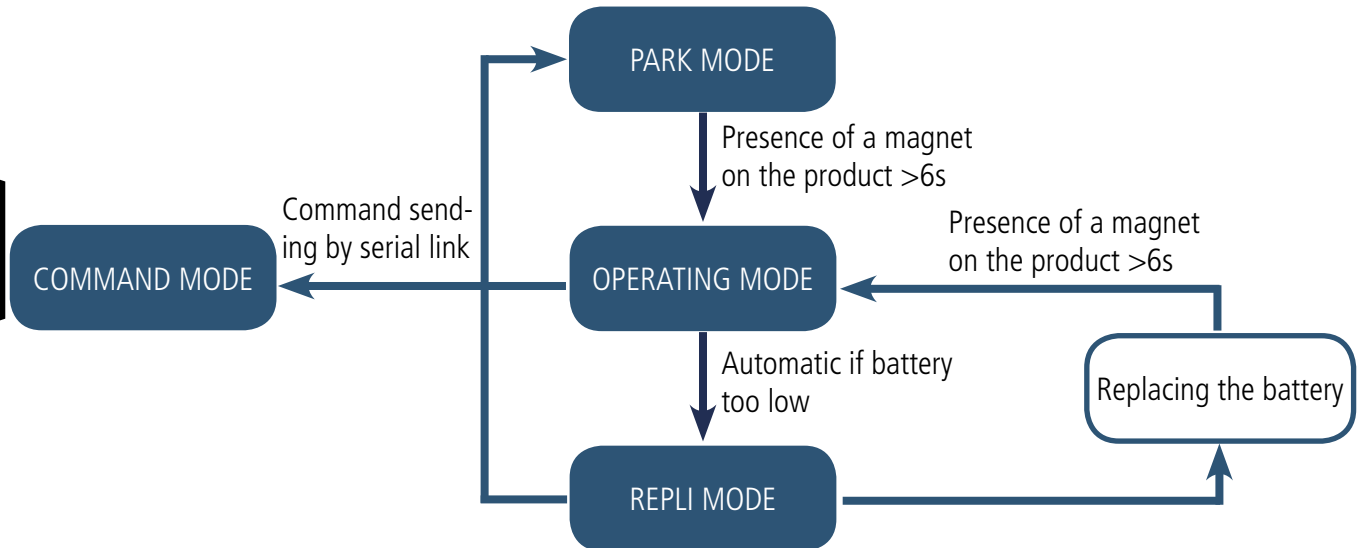 PARK MODE
Presence of a magnet
on the product >6s
Command send-
ing by serial link
Presence of a magnet
on the product >6s
COMMAND MODE
OPERATING MODE
Automatic if battery
too low
Replacing the battery
REPLI MODE